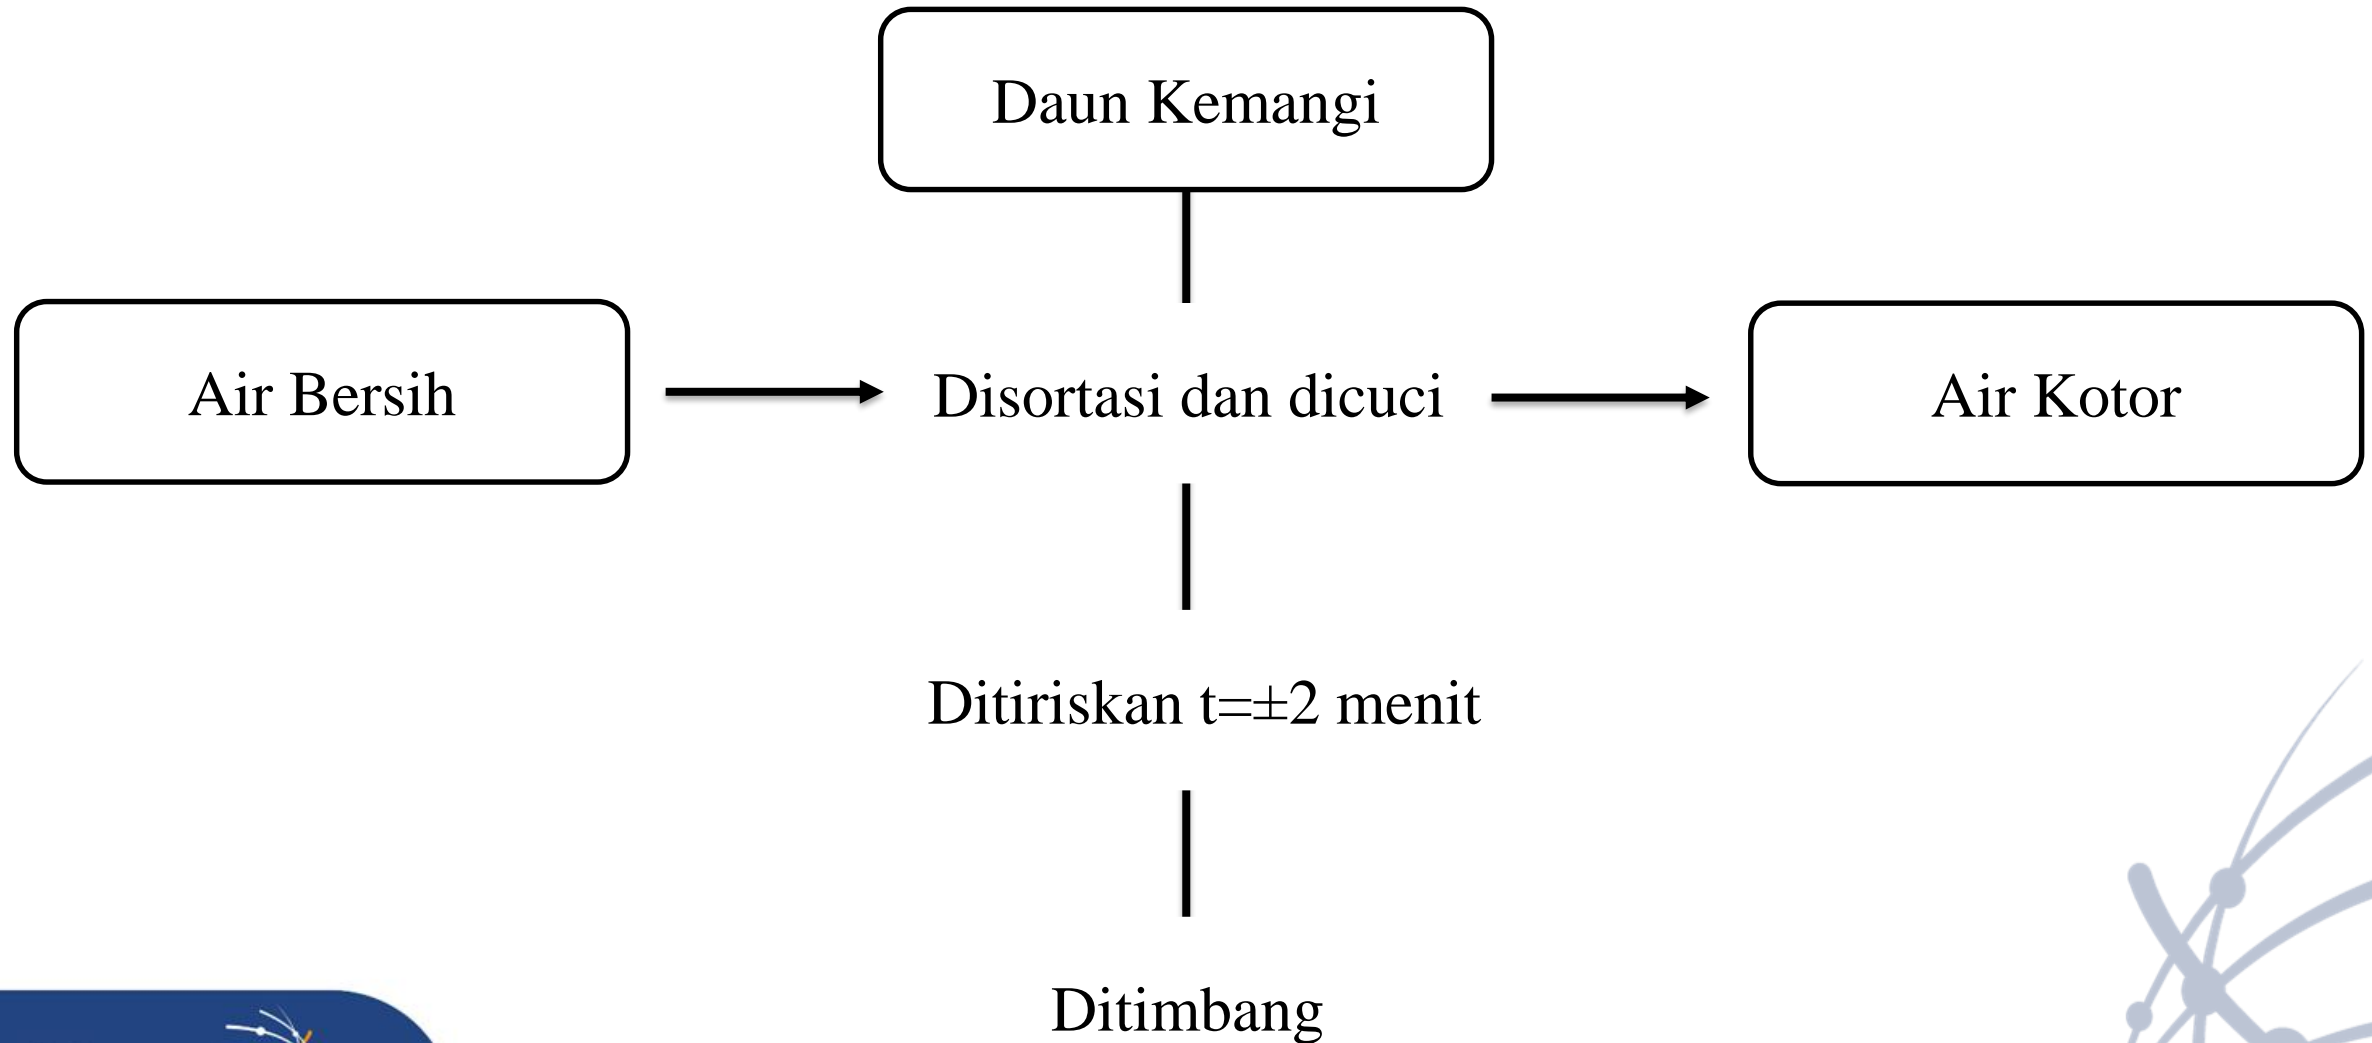 Daun Kemangi
Air Bersih
Disortasi dan dicuci
Air Kotor
Ditiriskan t=±2 menit
Ditimbang